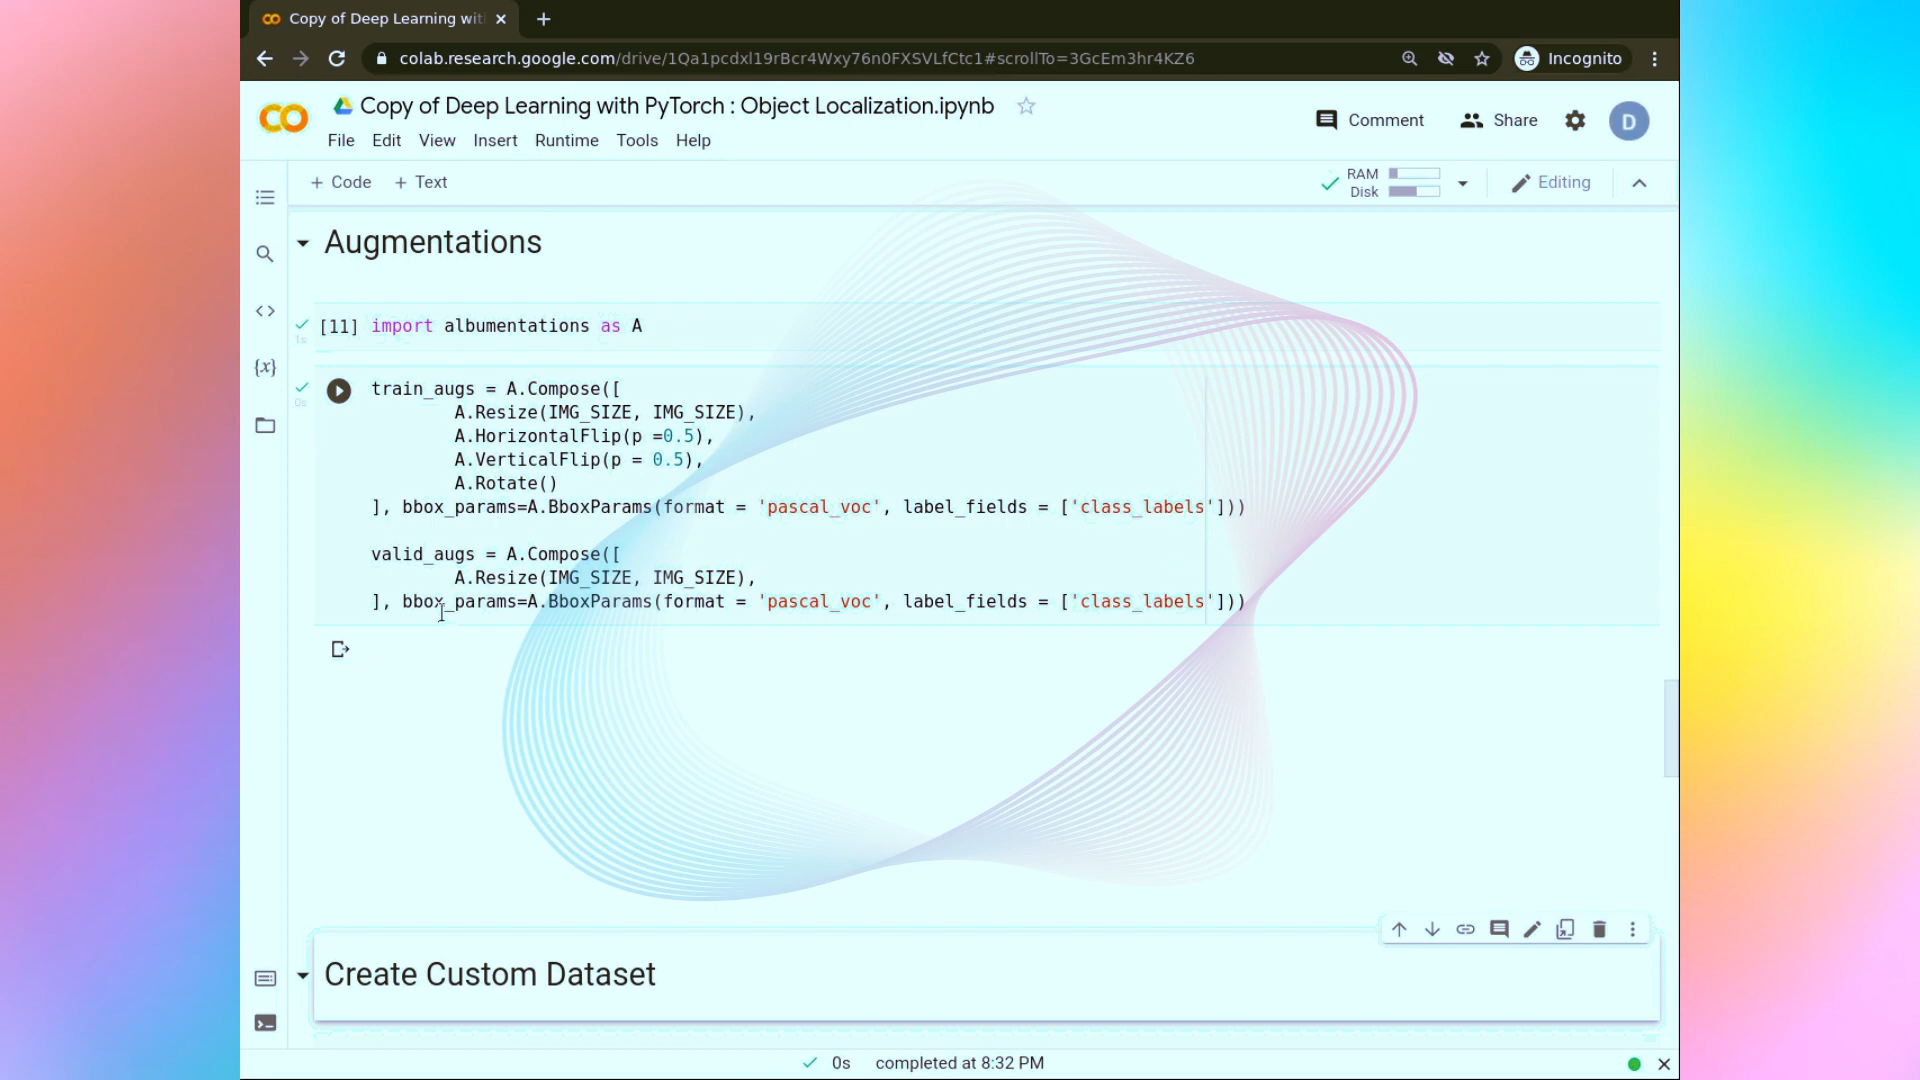 Copy of Deep Learning wit
colab.research.google.com/drive/1Qa1pcdxl19rBcr4Wxy76n0FXSVLfCtc1#scrollTo=3GcEm3hr4KZ6
Incognito
Copy of Deep Learning with PyTorch : Object Localization.ipynb
Comment
Share
D
File Edit View Insert Runtime Tools Help
+ Code + Text
RAM
Disk
Editing
Augmentations
[11] import albumentations as A
1s
train_augs = A.Compose([
0s
A.Resize(IMG_SIZE, IMG_SIZE),
A.HorizontalFlip(p =0.5),
A.VerticalFlip(p = 0.5),
A.Rotate()
], bbox_params=A.BboxParams(format = 'pascal_voc', label_fields = ['class_labels']))
valid_augs = A.Compose([
A.Resize(IMG_SIZE, IMG_SIZE),
], bbox_params=A.BboxParams(format = 'pascal_voc', label_fields = ['class_labels']))
Create Custom Dataset
0s completed at 8:32 PM